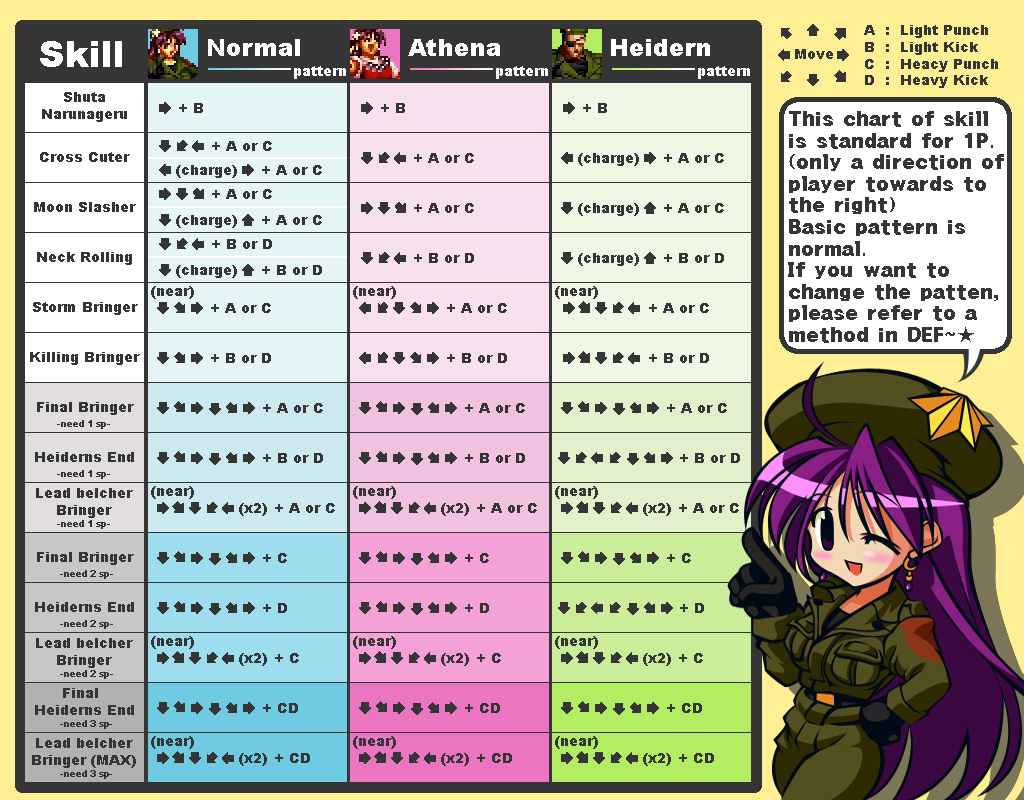 Skill Normal pattern Athena pattern Heidern pattern
Shuta Narunageru ➡ + B ➡ + B ➡ + B
Cross Cuter ⬇ ↙ ⬅ + A or C
⬅ (charge) ➡ + A or C ⬇ ↙ ⬅ + A or C ⬅ (charge) ➡ + A or C
Moon Slasher ➡ ⬇ ↘ + A or C
⬇ (charge) ⬆ + A or C ➡ ⬇ ↘ + A or C ⬇ (charge) ⬆ + A or C
Neck Rolling ⬇ ↙ ⬅ + B or D
⬇ (charge) ⬆ + B or D ⬇ ↙ ⬅ + B or D ⬇ (charge) ⬆ + B or D
Storm Bringer (near) ⬇ ↘ ➡ + A or C (near) ⬅ ↙ ⬇ ↘ ➡ + A or C (near) ➡ ↘ ⬇ ↙ ⬅ + A or C
Killing Bringer ⬇ ↘ ➡ + B or D ⬅ ↙ ⬇ ↘ ➡ + B or D ➡ ↘ ⬇ ↙ ⬅ + B or D
Final Bringer -need 1 sp- ⬇ ↘ ➡ ⬇ ↘ ➡ + A or C ⬇ ↘ ➡ ⬇ ↘ ➡ + A or C ⬇ ↘ ➡ ⬇ ↘ ➡ + A or C
Heiderns End -need 1 sp- ⬇ ↘ ➡ ⬇ ↘ ➡ + B or D ⬇ ↘ ➡ ⬇ ↘ ➡ + B or D ⬇ ↙ ⬅ ⬇ ↘ ➡ + B or D
Lead belcher Bringer -need 1 sp- (near) ➡ ↘ ⬇ ↙ ⬅ (x2) + A or C (near) ➡ ↘ ⬇ ↙ ⬅ (x2) + A or C (near) ➡ ↘ ⬇ ↙ ⬅ (x2) + A or C
Final Bringer -need 2 sp- ⬇ ↘ ➡ ⬇ ↘ ➡ + C ⬇ ↘ ➡ ⬇ ↘ ➡ + C ⬇ ↘ ➡ ⬇ ↘ ➡ + C
Heiderns End -need 2 sp- ⬇ ↘ ➡ ⬇ ↘ ➡ + D ⬇ ↘ ➡ ⬇ ↘ ➡ + D ⬇ ↙ ⬅ ⬇ ↘ ➡ + D
Lead belcher Bringer -need 2 sp- (near) ➡ ↘ ⬇ ↙ ⬅ (x2) + C (near) ➡ ↘ ⬇ ↙ ⬅ (x2) + C (near) ➡ ↘ ⬇ ↙ ⬅ (x2) + C
Final Heiderns End -need 3 sp- ⬇ ↘ ➡ ⬇ ↘ ➡ + CD ⬇ ↘ ➡ ⬇ ↘ ➡ + CD ⬇ ↘ ➡ ⬇ ↘ ➡ + CD
Lead belcher Bringer (MAX) -need 3 sp- (near) ➡ ↘ ⬇ ↙ ⬅ (x2) + CD (near) ➡ ↘ ⬇ ↙ ⬅ (x2) + CD (near) ➡ ↘ ⬇ ↙ ⬅ (x2) + CD
↖ ⬆ ↗
⬅ Move ➡
↙ ⬇ ↘
A : Light Punch
B : Light Kick
C : Heacy Punch
D : Heavy Kick
This chart of skill
is standard for 1P.
(only a direction of
player towards to
the right)
Basic pattern is
normal.
If you want to
change the patten,
please refer to a
method in DEF~★